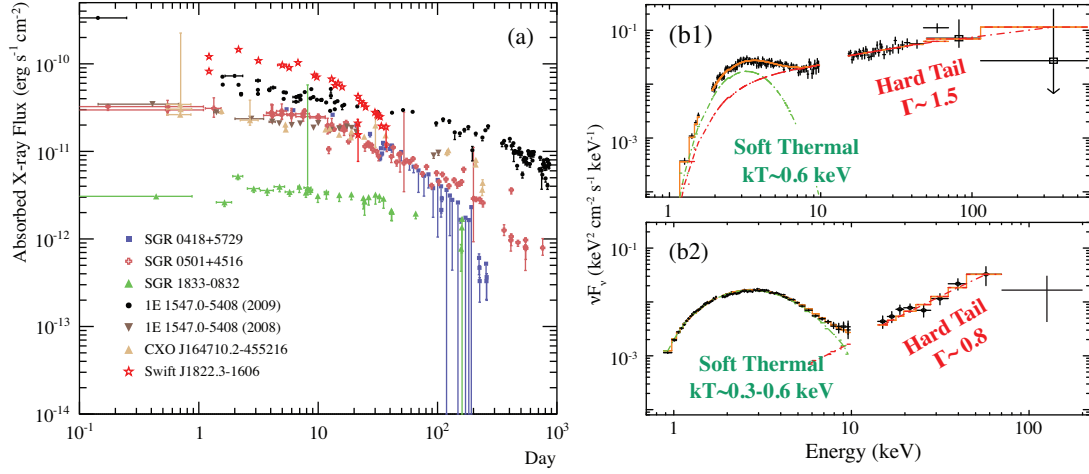 (a)
Absorbed X-ray Flux (erg s⁻¹ cm⁻²)
10⁻¹⁰
10⁻¹¹
10⁻¹²
10⁻¹³
10⁻¹⁴
SGR 0418+5729
SGR 0501+4516
SGR 1833-0832
1E 1547.0-5408 (2009)
1E 1547.0-5408 (2008)
CXO J164710.2-455216
Swift J1822.3-1606
10⁻¹
1
10
10²
10³
Day
(b1)
νFᵥ (keV² cm⁻² s⁻¹ keV⁻¹)
10⁻¹
10⁻³
Hard Tail
Γ~ 1.5
Soft Thermal
kT~0.6 keV
1
10
100
(b2)
10⁻¹
10⁻³
Hard Tail
Γ~ 0.8
Soft Thermal
kT~0.3-0.6 keV
1
10
100
Energy (keV)